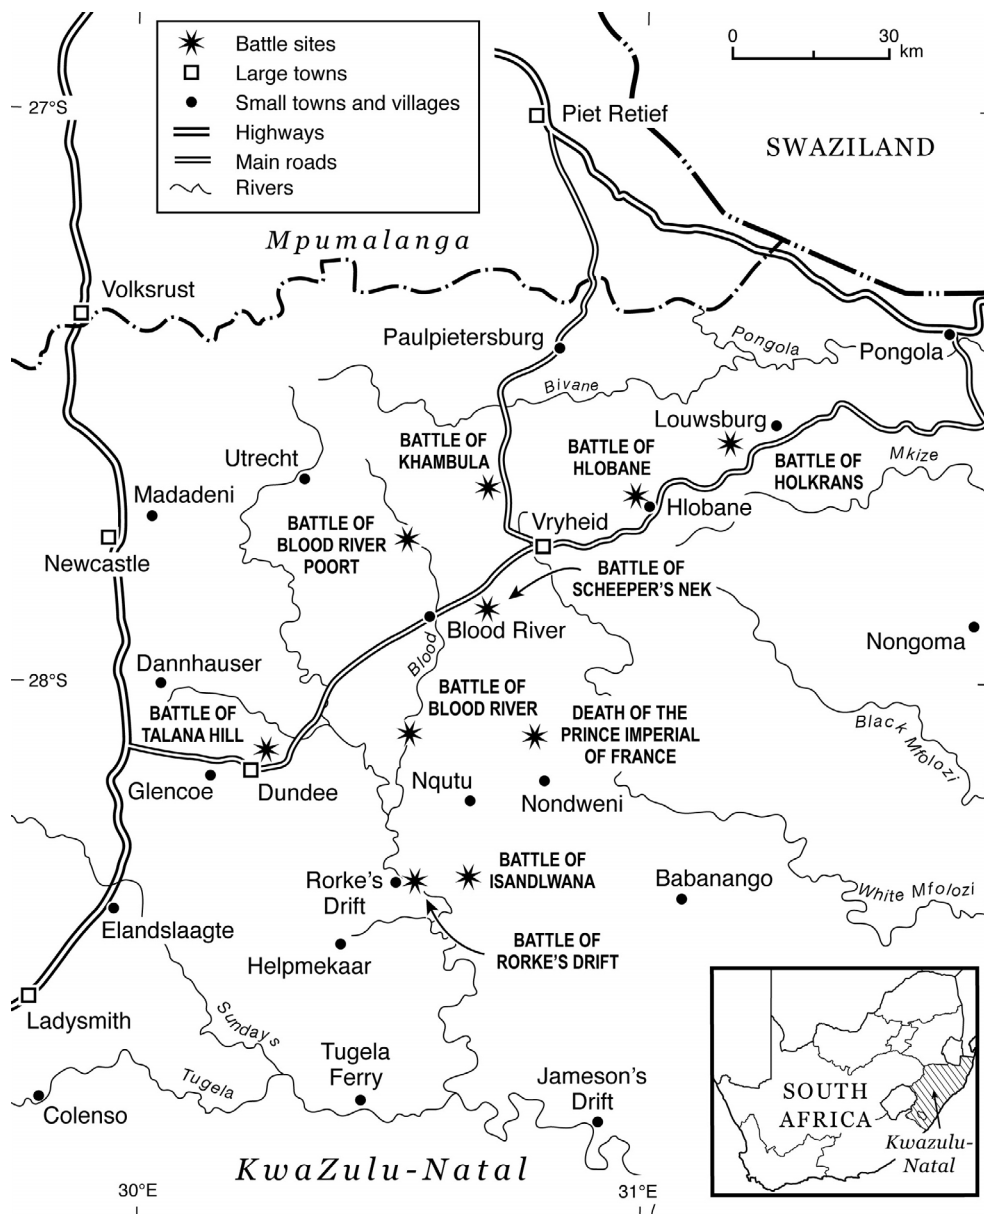 Battle sites
Large towns
Small towns and villages
Highways
Main roads
Rivers
0 30
km
27°S
Piet Retief
SWAZILAND
Mpumalanga
Volksrust
Paulpietersburg
Pongola
Pongola
Bivane
Louwsburg
BATTLE OF
KHAMBULA
BATTLE OF
HLOBANE
BATTLE OF
HOLKRANS
Mkize
Utrecht
Madadeni
Hlobane
BATTLE OF
BLOOD RIVER
POORT
Vryheid
Newcastle
BATTLE OF
SCHEEPER'S NEK
Blood River
Nongoma
Blood
Dannhauser
28°S
BATTLE OF
BLOOD RIVER
BATTLE OF
TALANA HILL
DEATH OF THE
PRINCE IMPERIAL
OF FRANCE
Black Mfolozi
Glencoe
Dundee
Nqutu
Nondweni
BATTLE OF
ISANDLWANA
Rorke's
Drift
Babanango
White Mfolozi
Elandslaagte
BATTLE OF
RORKE'S DRIFT
Helpmekaar
Ladysmith
Sundays
Tugela
Ferry
Tugela
Jameson's
Drift
Colenso
SOUTH
AFRICA
Kwazulu-
Natal
KwaZulu-Natal
30°E
31°E